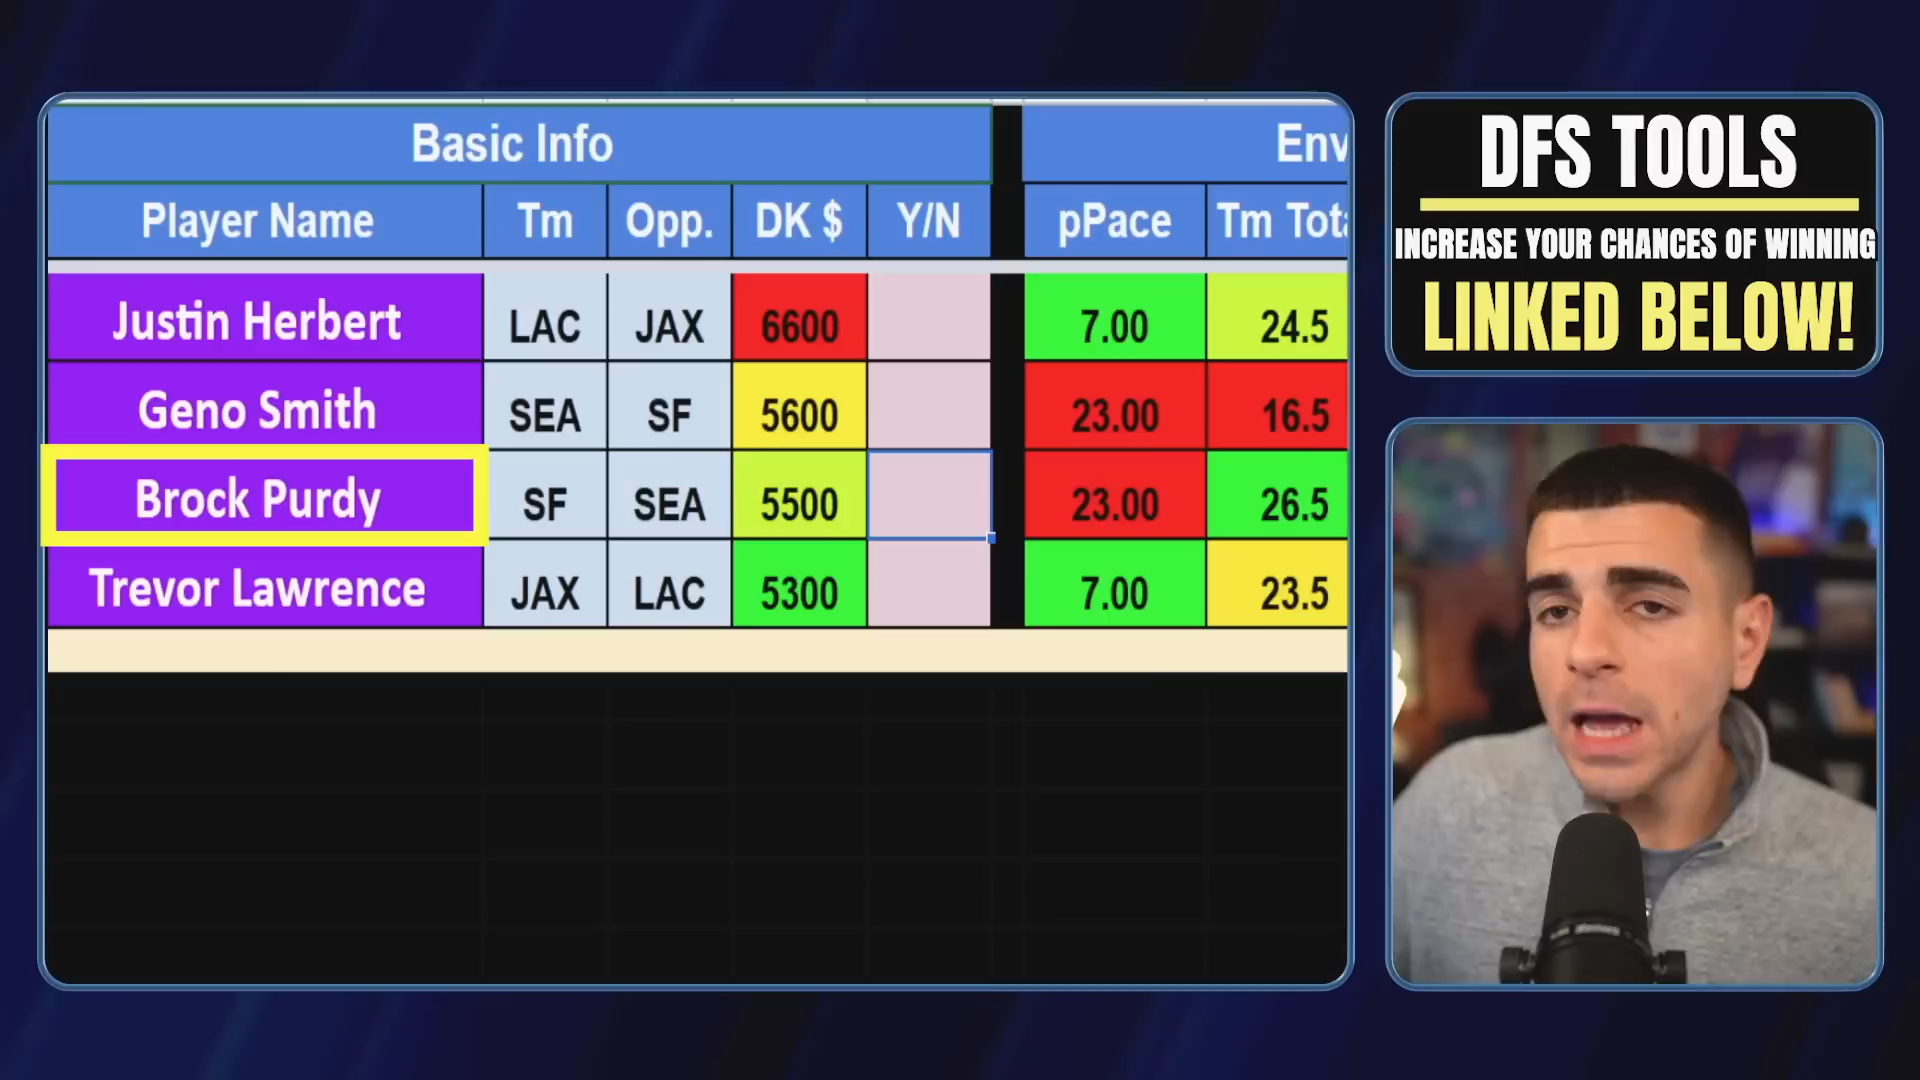 Basic Info
Env
Player Name Tm Opp. DK $ Y/N pPace Tm Tota
Justin Herbert LAC JAX 6600 7.00 24.5
Geno Smith SEA SF 5600 23.00 16.5
Brock Purdy SF SEA 5500 23.00 26.5
Trevor Lawrence JAX LAC 5300 7.00 23.5
DFS TOOLS
INCREASE YOUR CHANCES OF WINNING
LINKED BELOW!